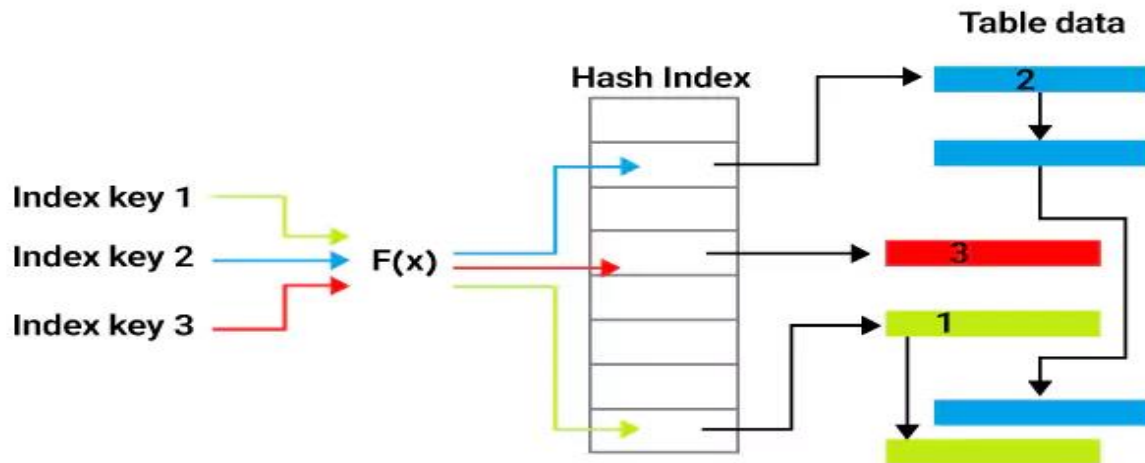 Table data
Hash Index
2
Index key 1
Index key 2
F(x)
3
Index key 3
1